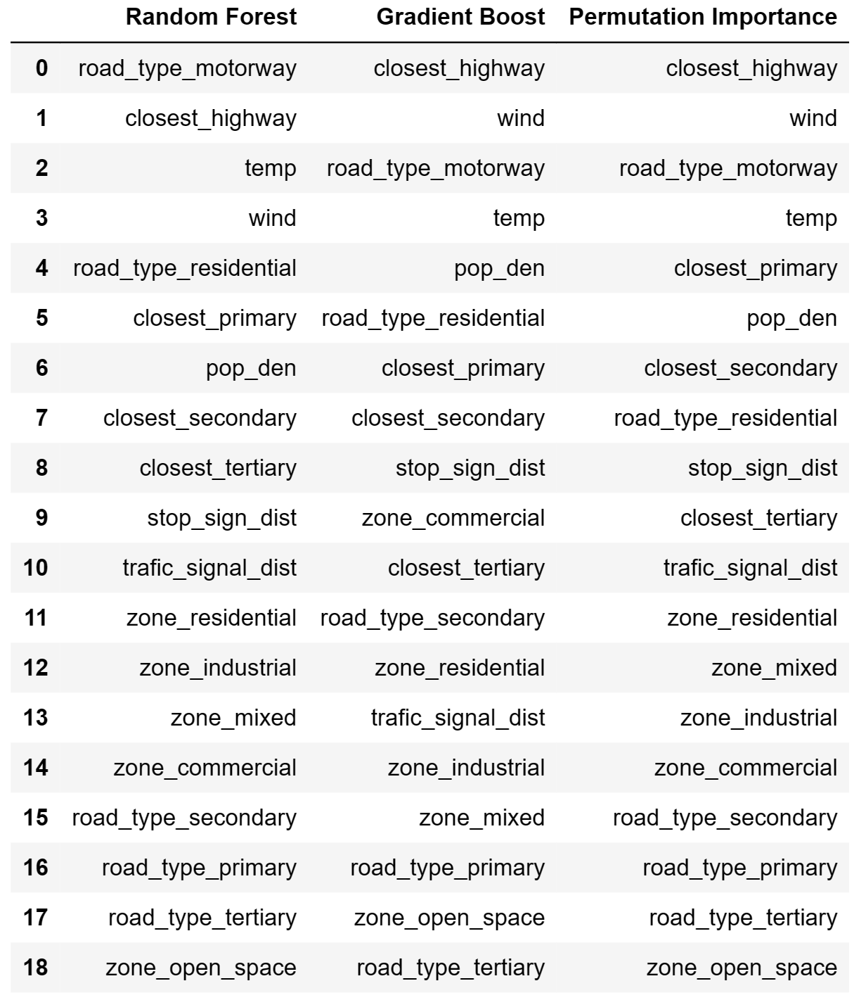 Random Forest Gradient Boost Permutation Importance
0 road_type_motorway closest_highway closest_highway
1 closest_highway wind wind
2 temp road_type_motorway road_type_motorway
3 wind temp temp
4 road_type_residential pop_den closest_primary
5 closest_primary road_type_residential pop_den
6 pop_den closest_primary closest_secondary
7 closest_secondary closest_secondary road_type_residential
8 closest_tertiary stop_sign_dist stop_sign_dist
9 stop_sign_dist zone_commercial closest_tertiary
10 trafic_signal_dist closest_tertiary trafic_signal_dist
11 zone_residential road_type_secondary zone_residential
12 zone_industrial zone_residential zone_mixed
13 zone_mixed trafic_signal_dist zone_industrial
14 zone_commercial zone_industrial zone_commercial
15 road_type_secondary zone_mixed road_type_secondary
16 road_type_primary road_type_primary road_type_primary
17 road_type_tertiary zone_open_space road_type_tertiary
18 zone_open_space road_type_tertiary zone_open_space